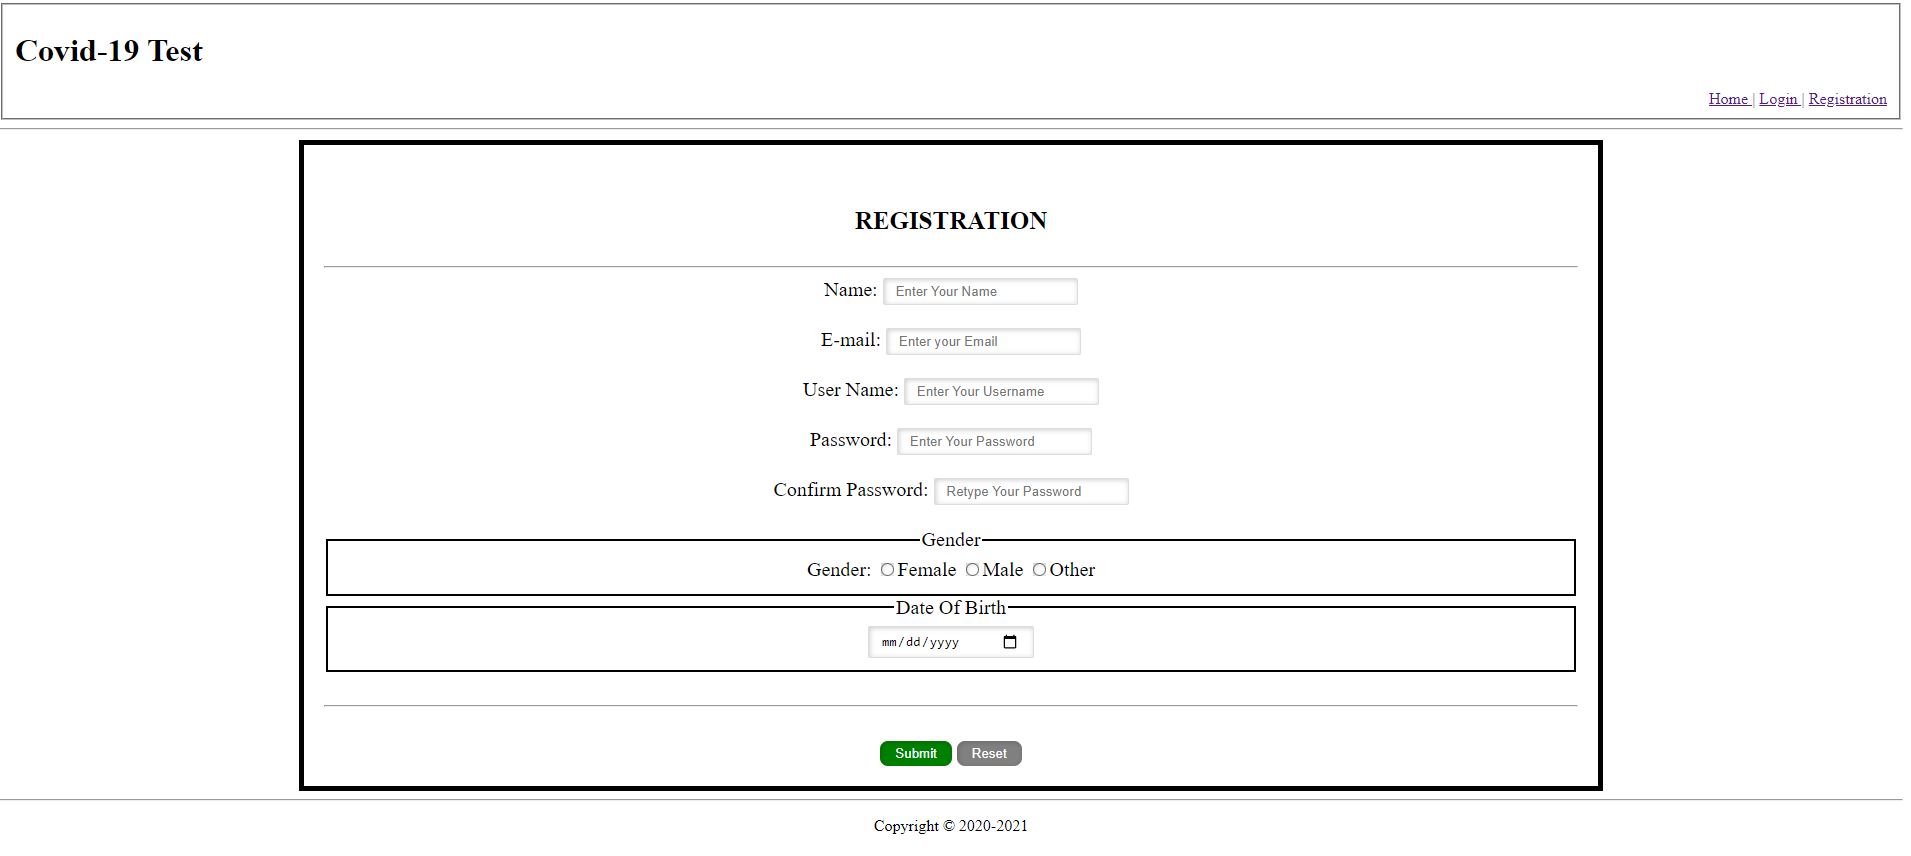 Covid-19 Test
Home | Login | Registration
REGISTRATION
Name: Enter Your Name
E-mail: Enter your Email
User Name: Enter Your Username
Password: Enter Your Password
Confirm Password: Retype Your Password
Gender
Gender: Female Male Other
Date Of Birth
mm/dd/yyyy
Submit Reset
Copyright © 2020-2021